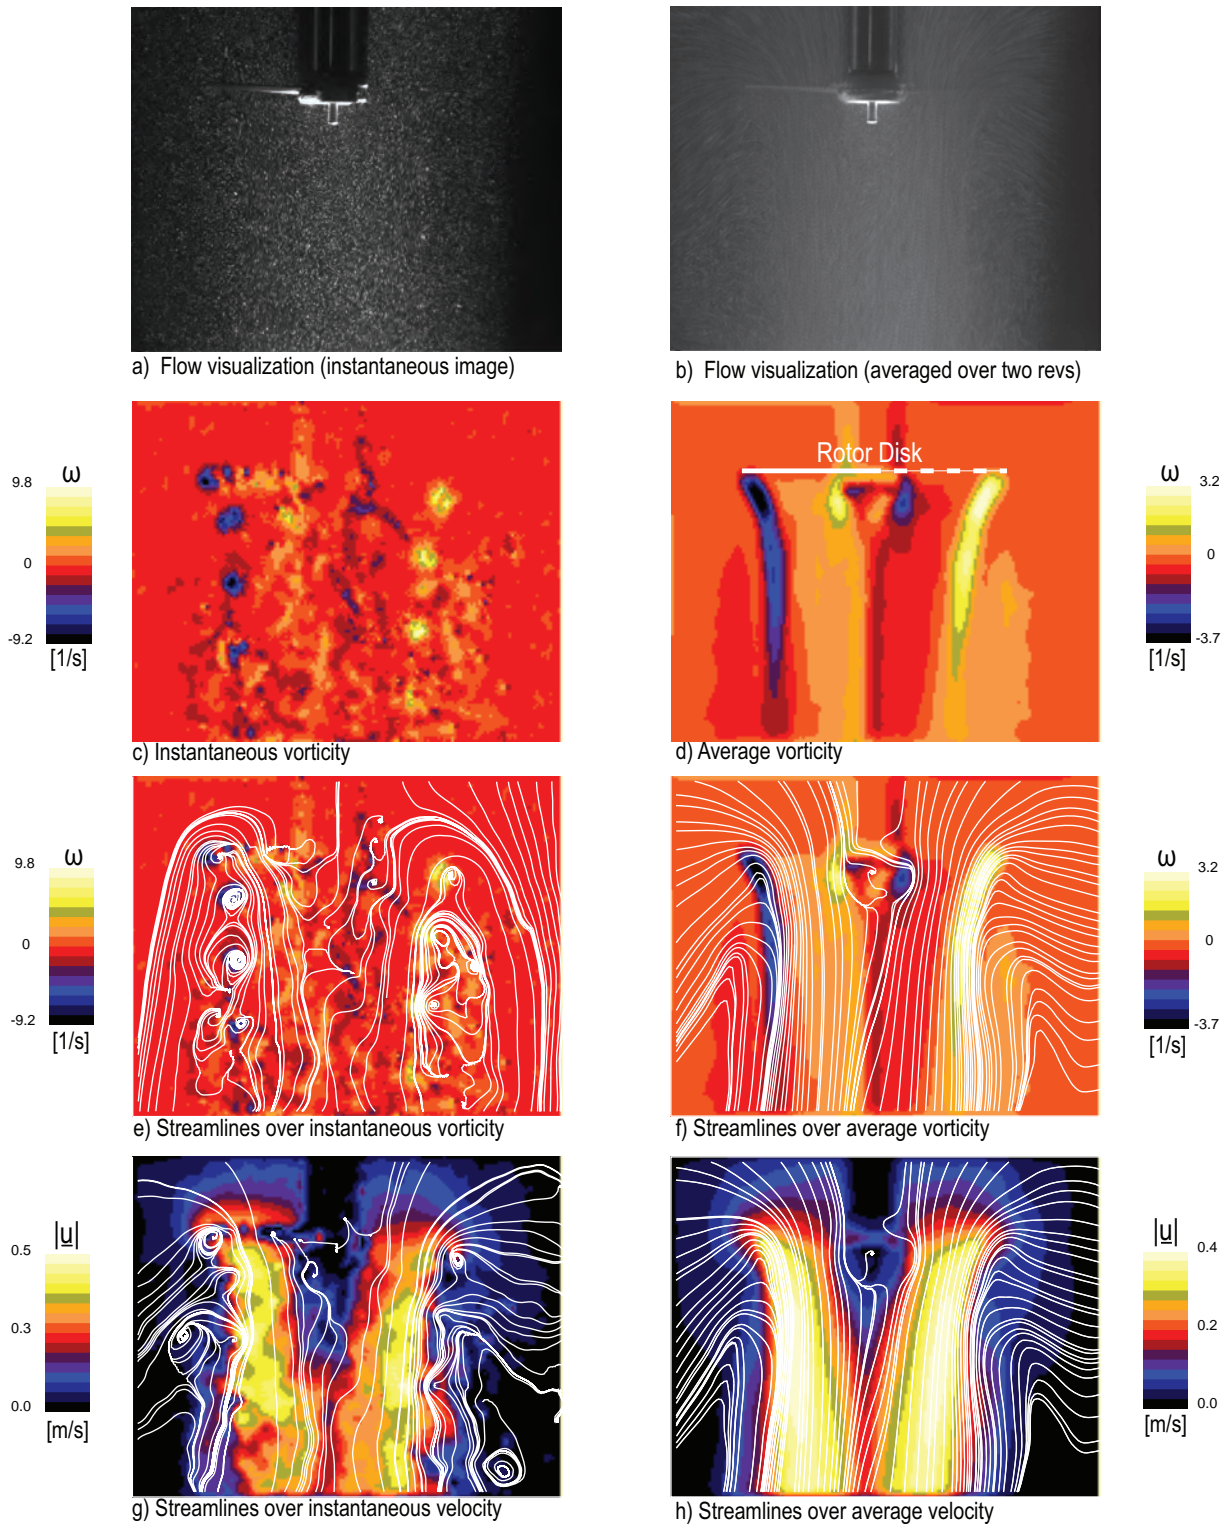 a) Flow visualization (instantaneous image)
b) Flow visualization (averaged over two revs)
ω
9.8
0
-9.2
[1/s]
c) Instantaneous vorticity
Rotor Disk
d) Average vorticity
ω
3.2
0
-3.7
[1/s]
ω
9.8
0
-9.2
[1/s]
e) Streamlines over instantaneous vorticity
f) Streamlines over average vorticity
ω
3.2
0
-3.7
[1/s]
|u|
0.5
0.3
0.0
[m/s]
g) Streamlines over instantaneous velocity
h) Streamlines over average velocity
|u|
0.4
0.2
0.0
[m/s]